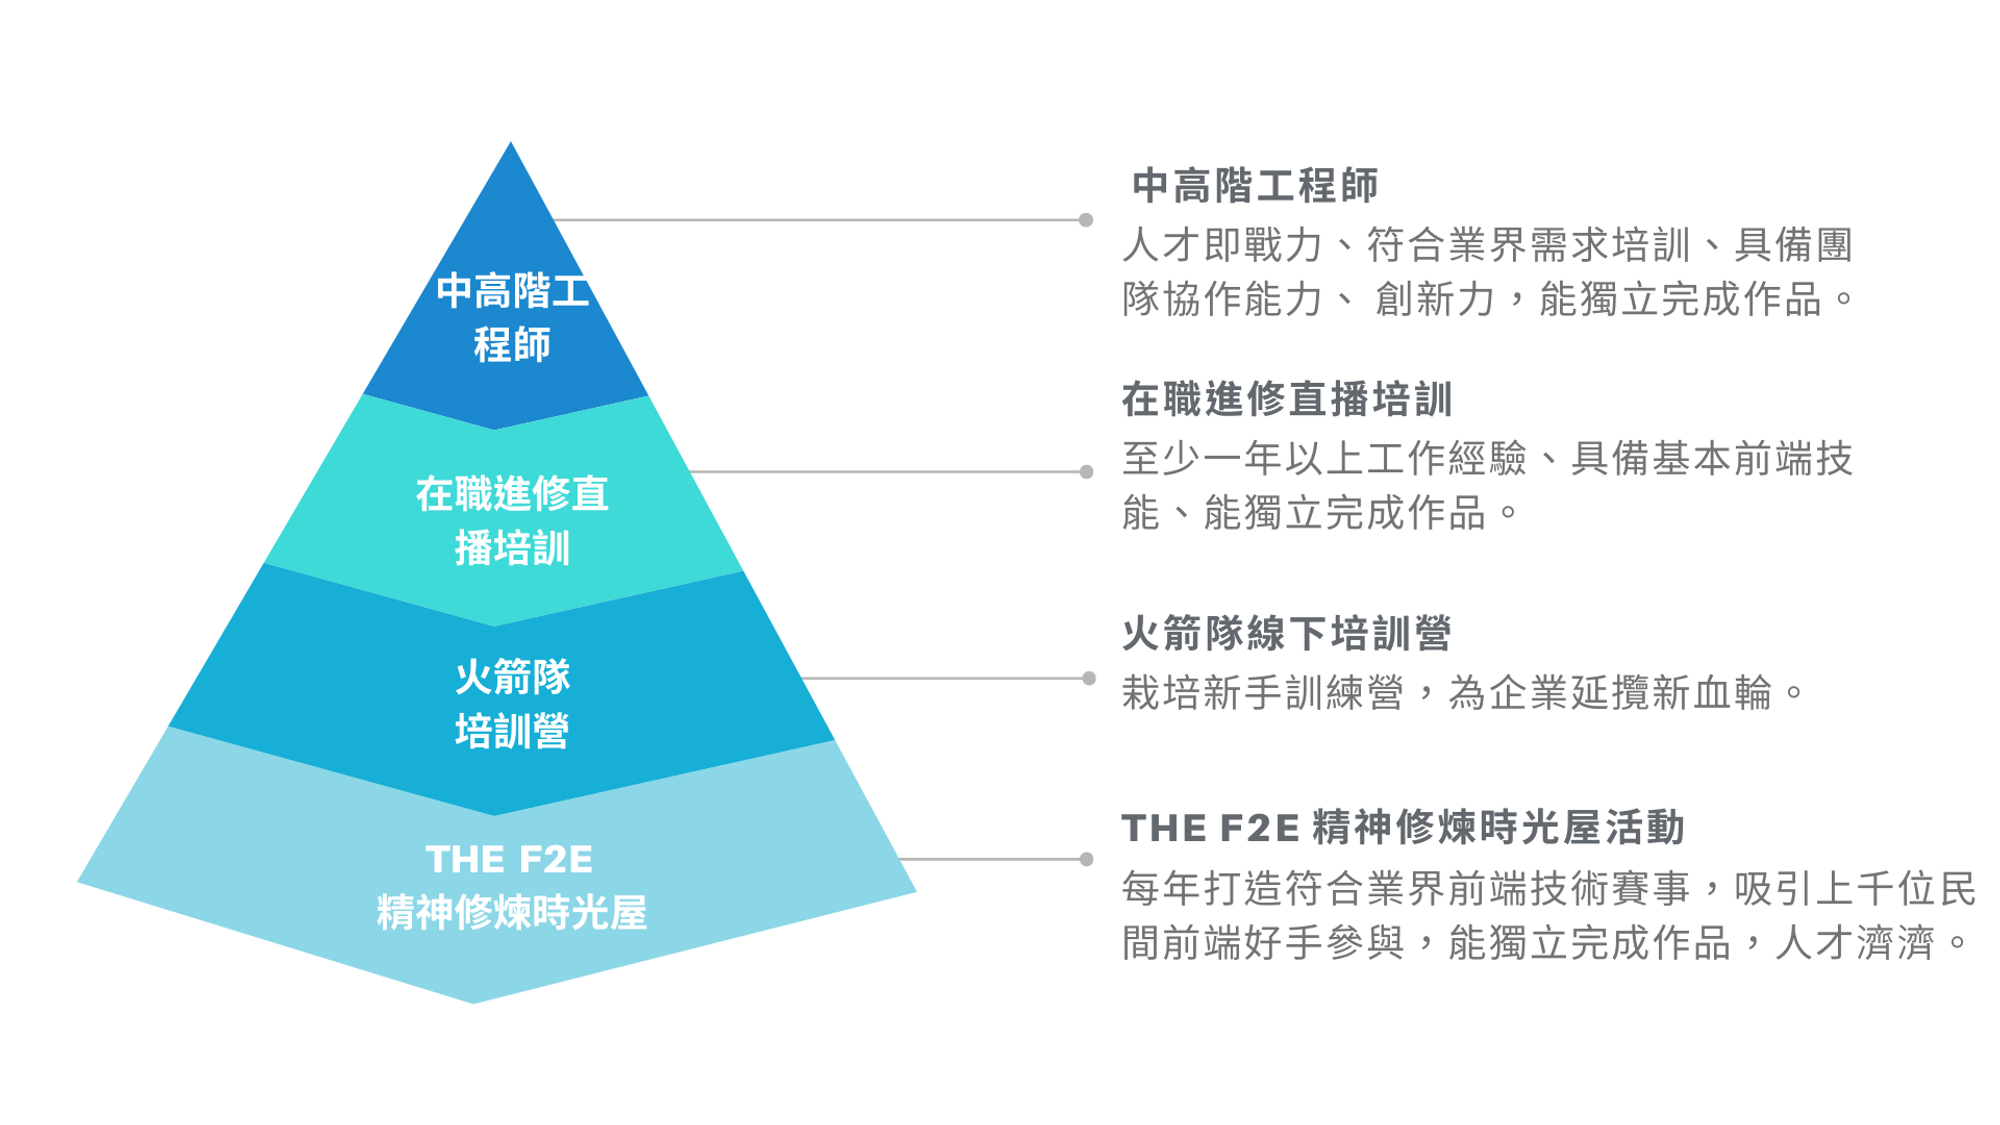 中高階工
程師
在職進修直
播培訓
火箭隊
培訓營
THE F2E
精神修煉時光屋
中高階工程師
人才即戰力、符合業界需求培訓、具備團
隊協作能力、 創新力，能獨立完成作品。
在職進修直播培訓
至少一年以上工作經驗、具備基本前端技
能、能獨立完成作品。
火箭隊線下培訓營
栽培新手訓練營，為企業延攬新血輪。
THE F2E 精神修煉時光屋活動
每年打造符合業界前端技術賽事，吸引上千位民
間前端好手參與，能獨立完成作品，人才濟濟。